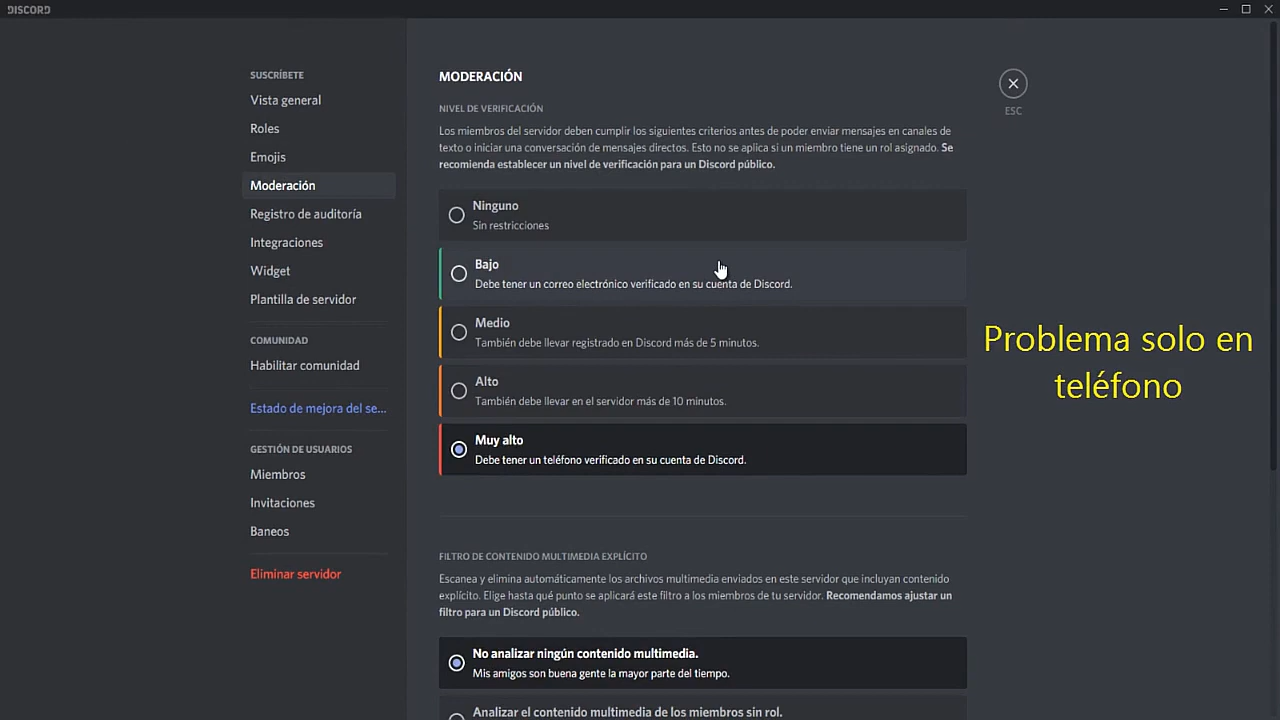 DISCORD
SUSCRÍBETE
Vista general
Roles
Emojis
Moderación
Registro de auditoría
Integraciones
Widget
Plantilla de servidor
COMUNIDAD
Habilitar comunidad
Estado de mejora del se...
GESTIÓN DE USUARIOS
Miembros
Invitaciones
Baneos
Eliminar servidor
MODERACIÓN
NIVEL DE VERIFICACIÓN
Los miembros del servidor deben cumplir los siguientes criterios antes de poder enviar mensajes en canales de
texto o iniciar una conversación de mensajes directos. Esto no se aplica si un miembro tiene un rol asignado. Se
recomienda establecer un nivel de verificación para un Discord público.
Ninguno
Sin restricciones
Bajo
Debe tener un correo electrónico verificado en su cuenta de Discord.
Medio
También debe llevar registrado en Discord más de 5 minutos.
Alto
También debe llevar en el servidor más de 10 minutos.
Muy alto
Debe tener un teléfono verificado en su cuenta de Discord.
FILTRO DE CONTENIDO MULTIMEDIA EXPLÍCITO
Escanea y elimina automáticamente los archivos multimedia enviados en este servidor que incluyan contenido
explícito. Elige hasta qué punto se aplicará este filtro a los miembros de tu servidor. Recomendamos ajustar un
filtro para un Discord público.
No analizar ningún contenido multimedia.
Mis amigos son buena gente la mayor parte del tiempo.
Analizar el contenido multimedia de los miembros sin rol.
ESC
Problema solo en
teléfono